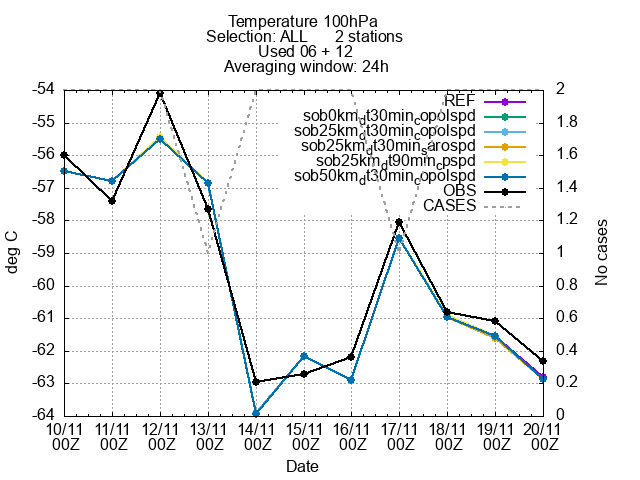 Temperature 100hPa
Selection: ALL 2 stations
Used 06 + 12
Averaging window: 24h
REF
sob0km_dt30min_copolspd
sob25km_dt30min_copolspd
sob25km_dt30min_sarospd
sob25km_dt90min_cpspd
sob50km_dt30min_copolspd
OBS
CASES
-54
-55
-56
-57
-58
-59
-60
-61
-62
-63
-64
deg C
2
1.8
1.6
1.4
1.2
1
0.8
0.6
0.4
0.2
0
No cases
10/11 11/11 12/11 13/11 14/11 15/11 16/11 17/11 18/11 19/11 20/11
00Z 00Z 00Z 00Z 00Z 00Z 00Z 00Z 00Z 00Z 00Z
Date